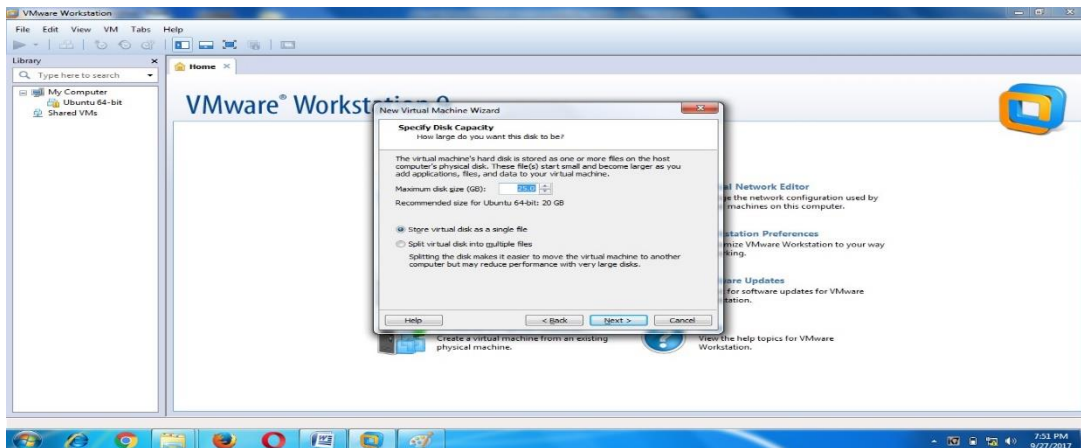 VMware Workstation
File Edit View VM Tabs Help
Library
Type here to search
My Computer
Ubuntu 64-bit
Shared VMs
Home
VMware® Workstation 9
New Virtual Machine Wizard
Specify Disk Capacity
How large do you want this disk to be?
The virtual machine's hard disk is stored as one or more files on the host
computer's physical disk. These file(s) start small and become larger as you
add applications, files, and data to your virtual machine.
Maximum disk size (GB): 25.0
Recommended size for Ubuntu 64-bit: 20 GB
Store virtual disk as a single file
Split virtual disk into multiple files
Splitting the disk makes it easier to move the virtual machine to another
computer but may reduce performance with very large disks.
Help < Back Next > Cancel
Network Editor
the network configuration used by
machines on this computer.
Preferences
VMware Workstation to your way
Updates
for software updates for VMware
Create a virtual machine from an existing
physical machine.
View the help topics for VMware
Workstation.
7:51 PM
9/27/2017